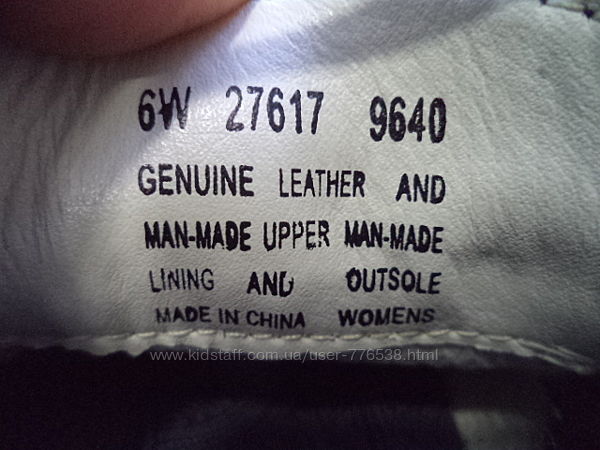 6W 27617 9640
GENUINE LEATHER AND
MAN-MADE UPPER MAN-MADE
LINING AND OUTSOLE
MADE IN CHINA WOMENS
www.kidstaff.com.ua/user-776538.html